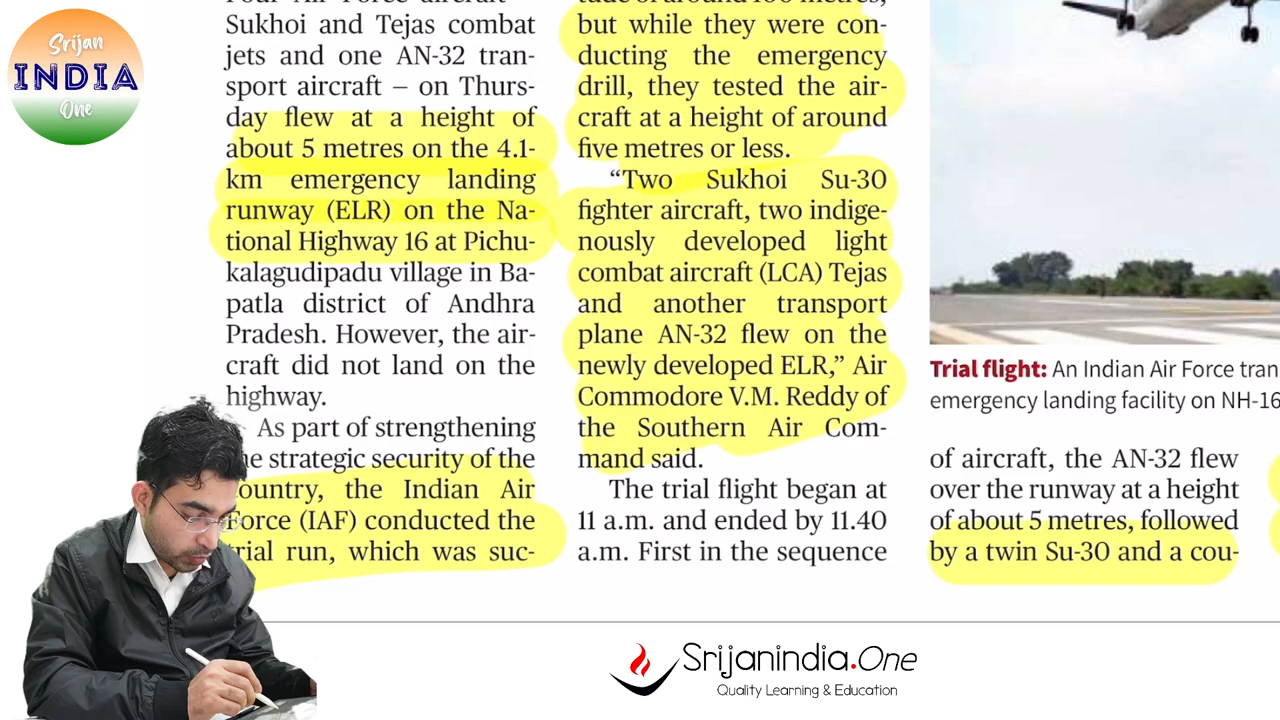 Srijan
INDIA
One
Four Air Force aircraft
Sukhoi and Tejas combat
jets and one AN-32 tran-
sport aircraft – on Thurs-
day flew at a height of
about 5 metres on the 4.1-
km emergency landing
runway (ELR) on the Na-
tional Highway 16 at Pichu-
kalagudipadu village in Ba-
patla district of Andhra
Pradesh. However, the air-
craft did not land on the
highway.
As part of strengthening
the strategic security of the
country, the Indian Air
Force (IAF) conducted the
trial run, which was suc-
tude of around 100 metres,
but while they were con-
ducting the emergency
drill, they tested the air-
craft at a height of around
five metres or less.
“Two Sukhoi Su-30
fighter aircraft, two indige-
nously developed light
combat aircraft (LCA) Tejas
and another transport
plane AN-32 flew on the
newly developed ELR,” Air
Commodore V.M. Reddy of
the Southern Air Com-
mand said.
The trial flight began at
11 a.m. and ended by 11.40
a.m. First in the sequence
Trial flight: An Indian Air Force tran
emergency landing facility on NH-16
of aircraft, the AN-32 flew
over the runway at a height
of about 5 metres, followed
by a twin Su-30 and a cou-
Srijanindia.One
Quality Learning & Education